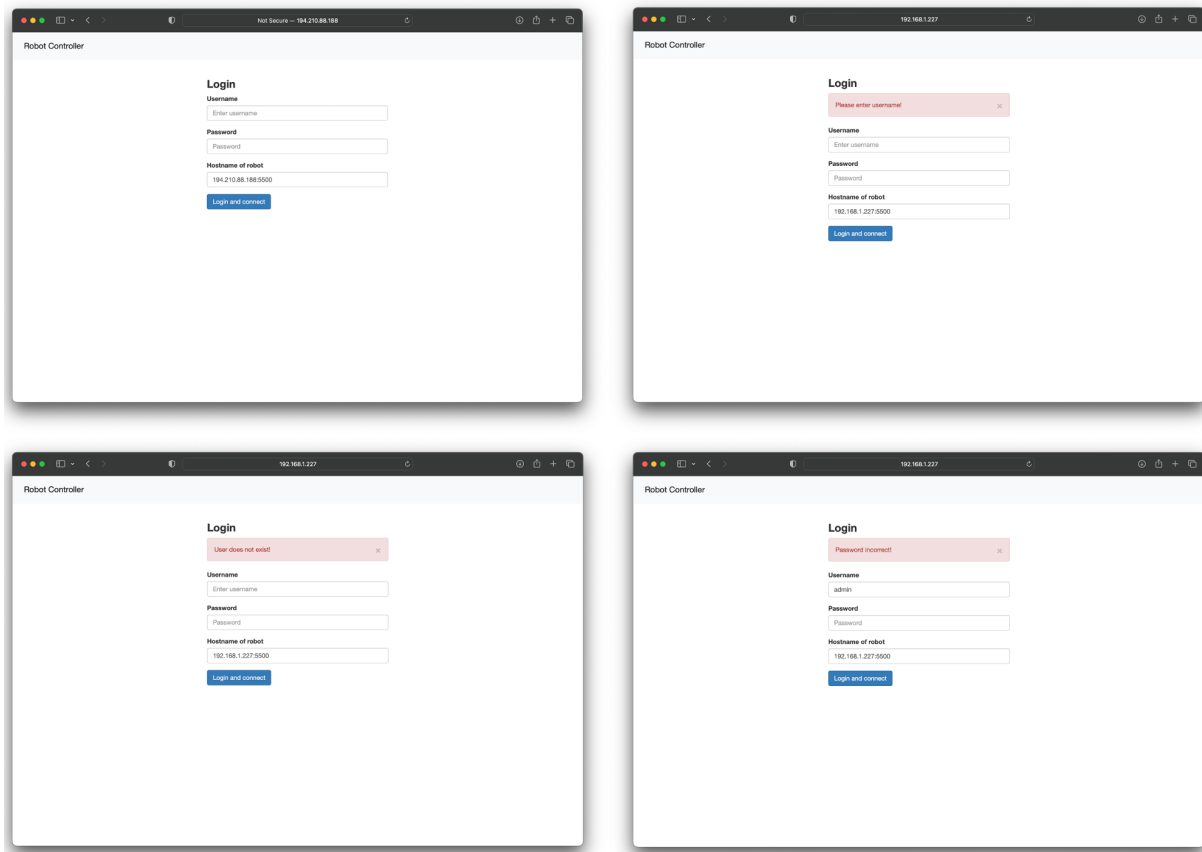 Not Secure — 194.210.88.188
Robot Controller
Login
Username
Enter username
Password
Password
Hostname of robot
194.210.88.188:5500
Login and connect
192.168.1.227
Robot Controller
Login
Please enter username!
Username
Enter username
Password
Password
Hostname of robot
192.168.1.227:5500
Login and connect
192.168.1.227
Robot Controller
Login
User does not exist!
Username
Enter username
Password
Password
Hostname of robot
192.168.1.227:5500
Login and connect
192.168.1.227
Robot Controller
Login
Password incorrect!
Username
admin
Password
Password
Hostname of robot
192.168.1.227:5500
Login and connect